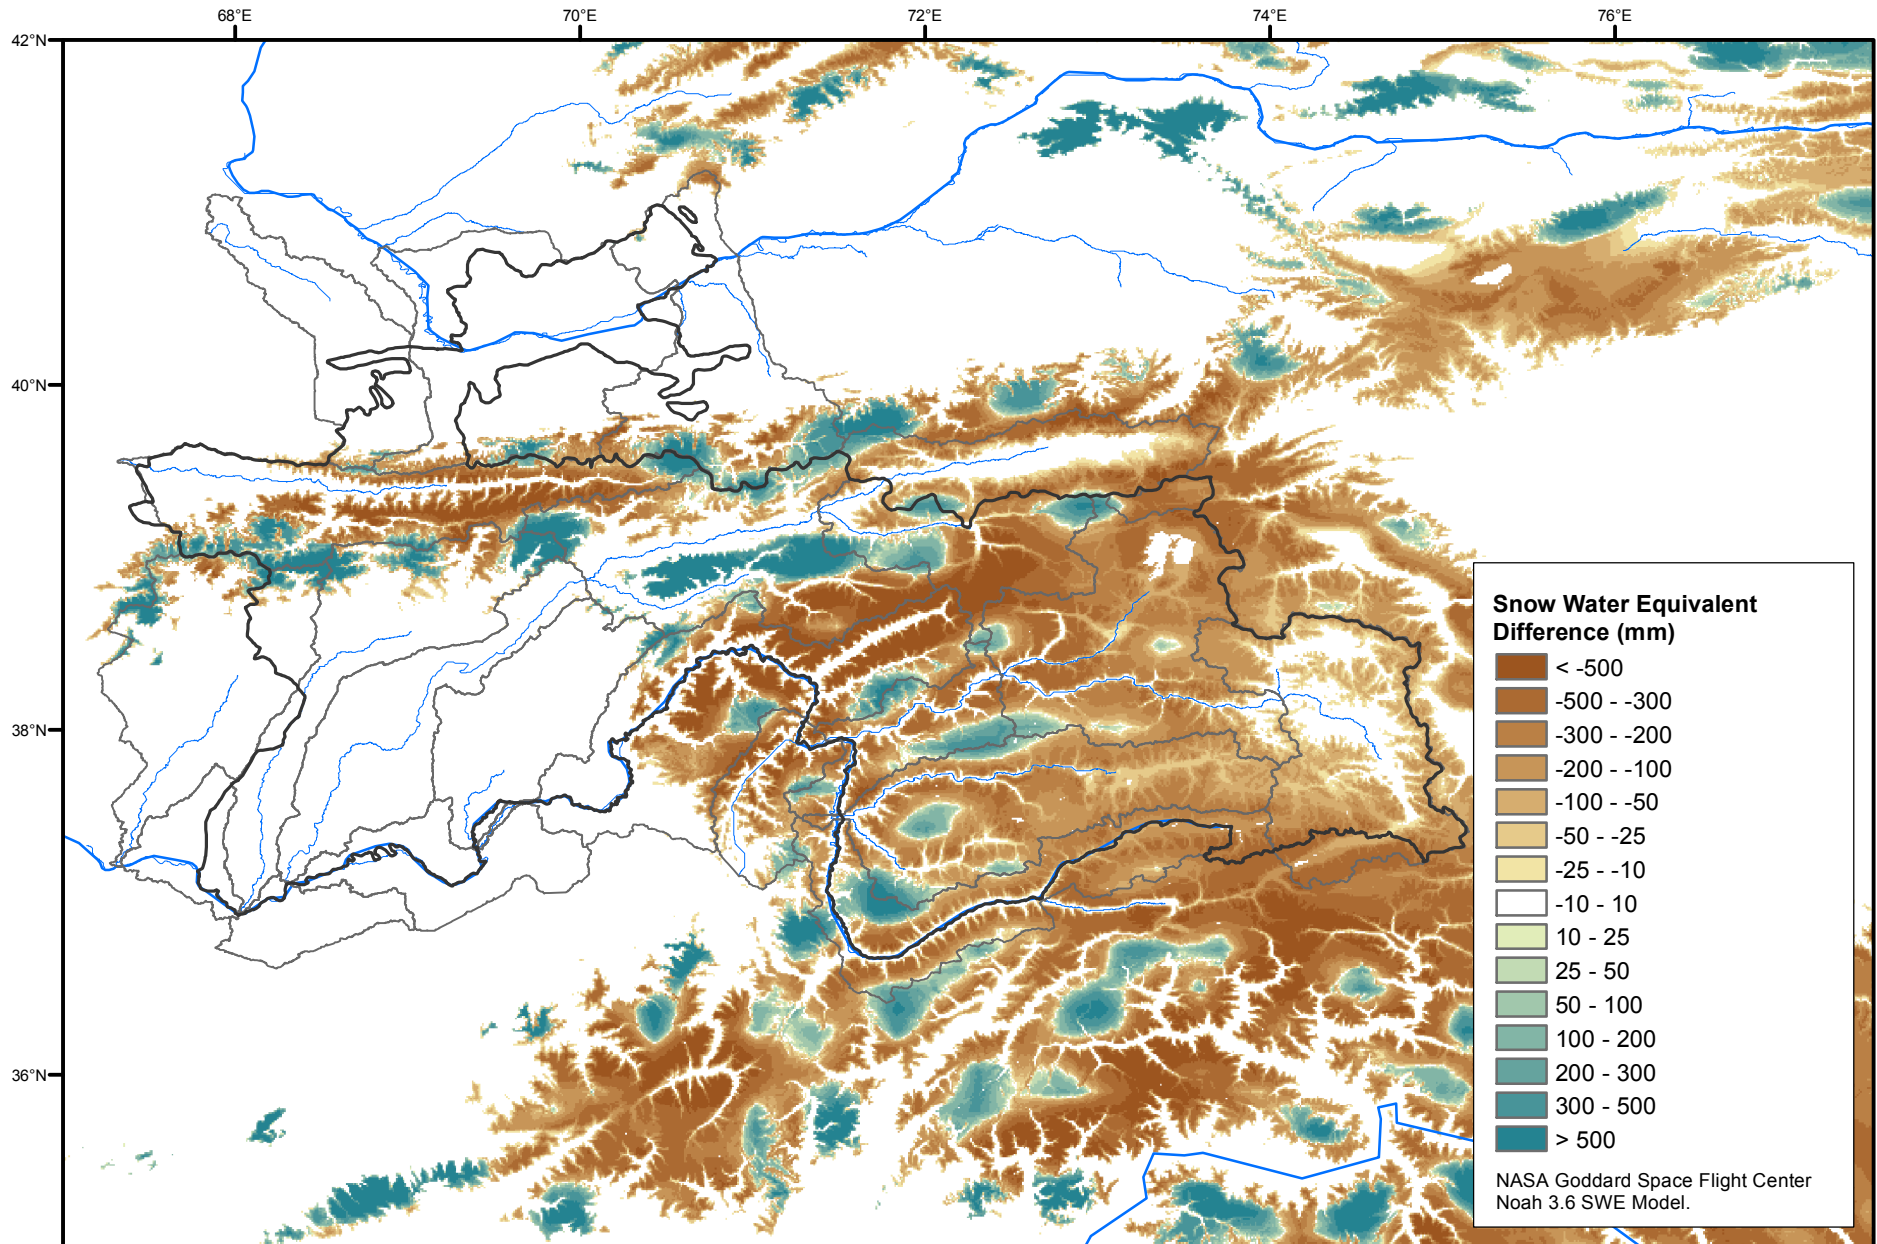 68°E 70°E 72°E 74°E 76°E
42°N
40°N
38°N
36°N
Snow Water Equivalent
Difference (mm)
< -500
-500 - -300
-300 - -200
-200 - -100
-100 - -50
-50 - -25
-25 - -10
-10 - 10
10 - 25
25 - 50
50 - 100
100 - 200
200 - 300
300 - 500
> 500
NASA Goddard Space Flight Center
Noah 3.6 SWE Model.